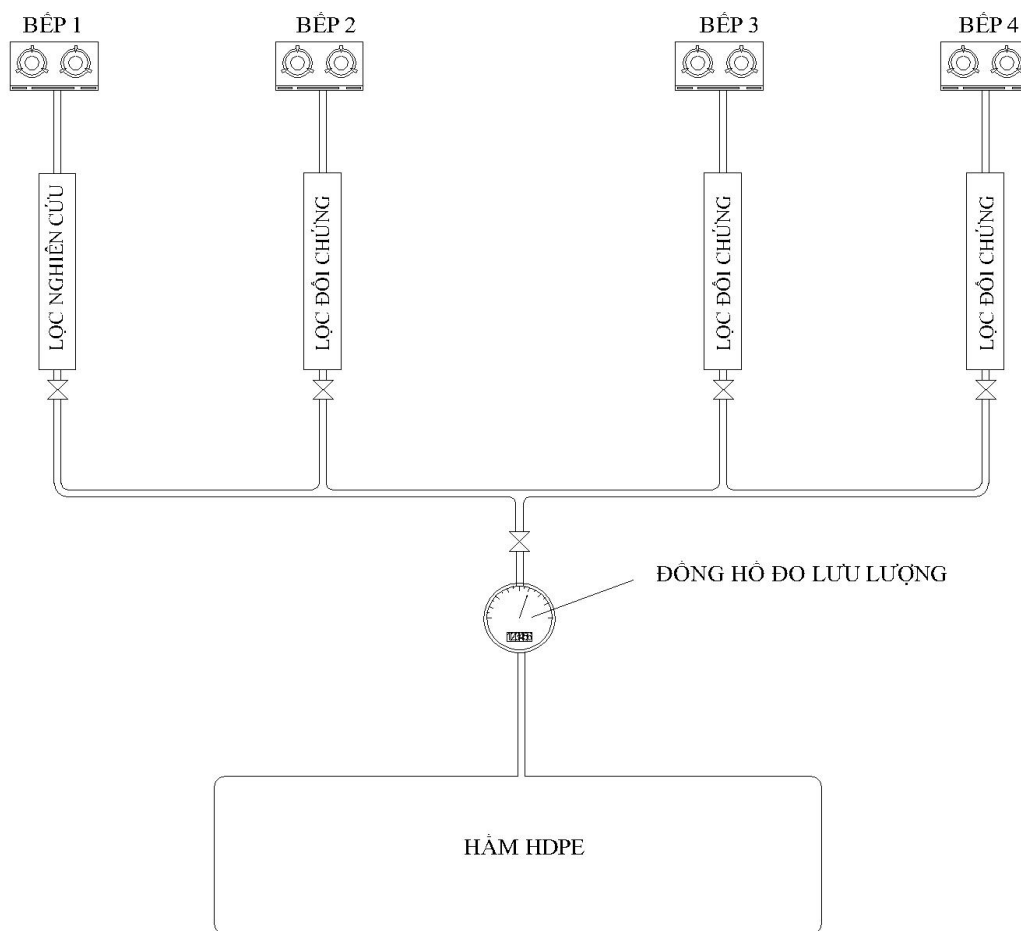 BẾP 1
BẾP 2
BẾP 3
BẾP 4
LỌC NGHIÊN CỨU
LỌC ĐỐI CHỨNG
LỌC ĐỐI CHỨNG
LỌC ĐỐI CHỨNG
ĐỒNG HỒ ĐO LƯU LƯỢNG
HẦM HDPE